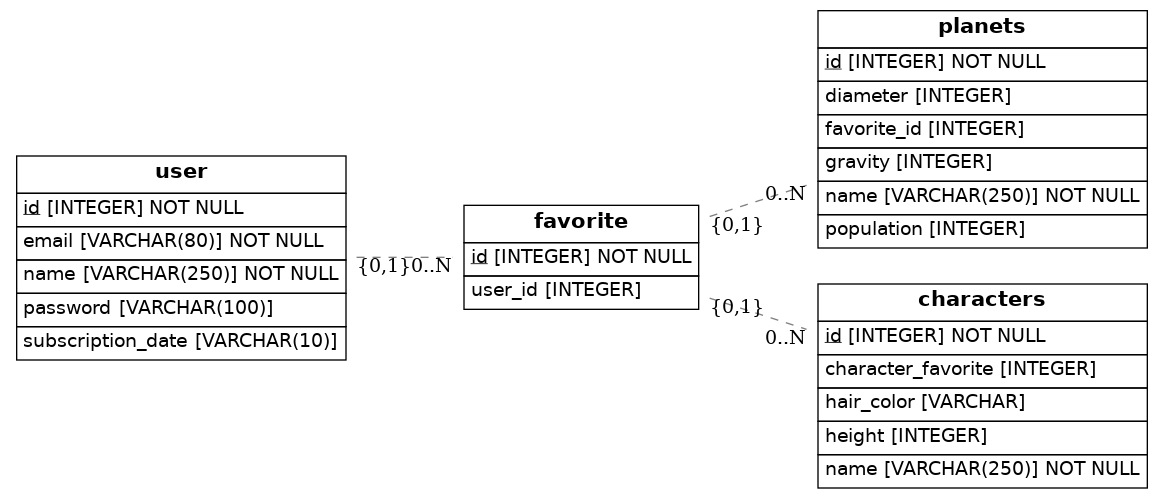 user
id [INTEGER] NOT NULL
email [VARCHAR(80)] NOT NULL
name [VARCHAR(250)] NOT NULL
password [VARCHAR(100)]
subscription_date [VARCHAR(10)]
{0,1}
0..N
favorite
id [INTEGER] NOT NULL
user_id [INTEGER]
0..N
{0,1}
{0,1}
0..N
planets
id [INTEGER] NOT NULL
diameter [INTEGER]
favorite_id [INTEGER]
gravity [INTEGER]
name [VARCHAR(250)] NOT NULL
population [INTEGER]
characters
id [INTEGER] NOT NULL
character_favorite [INTEGER]
hair_color [VARCHAR]
height [INTEGER]
name [VARCHAR(250)] NOT NULL